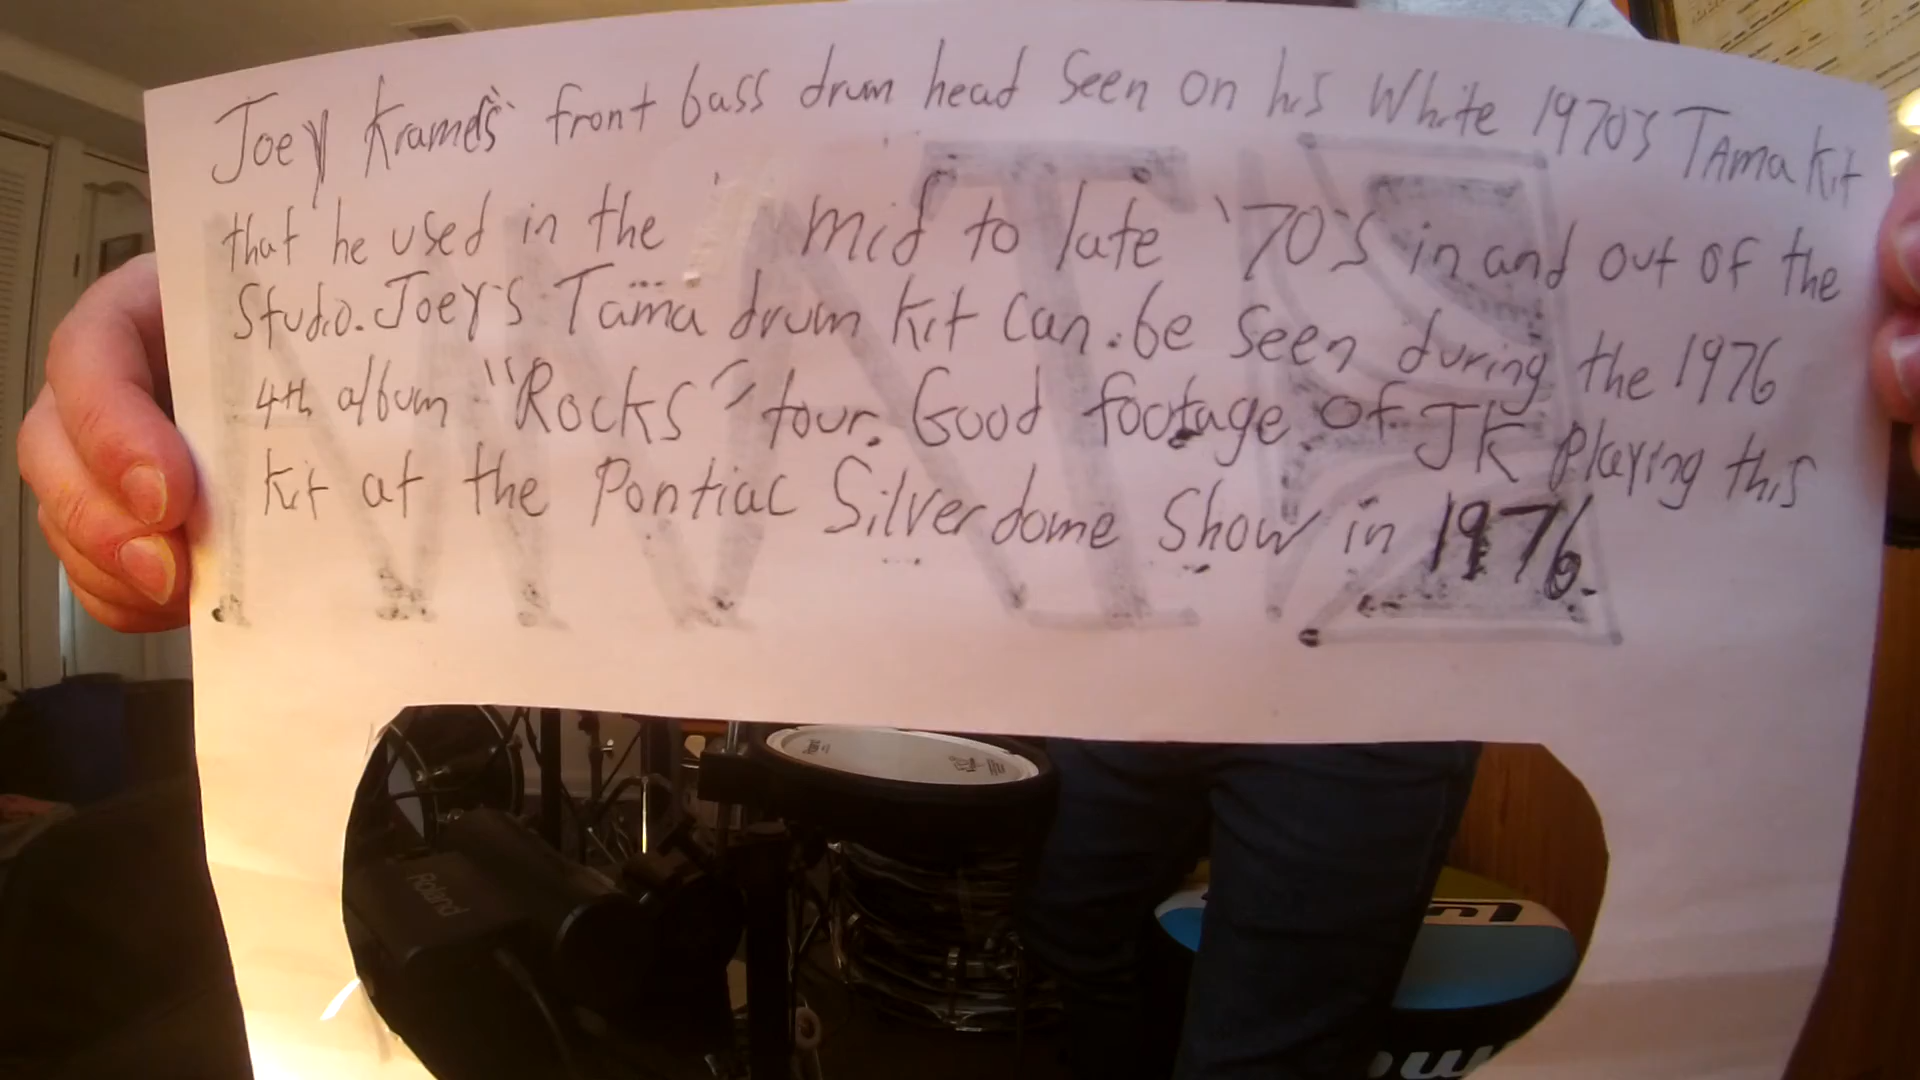 Joey Kramer's front bass drum head seen on his White 1970's TAma kit
that he used in the mid to late '70's in and out of the
Studio. Joey's Tama drum kit can be seen during the 1976
4th album "Rocks" tour. Good footage of JK playing this
kit at the Pontiac Silverdome Show in 1976.
Roland